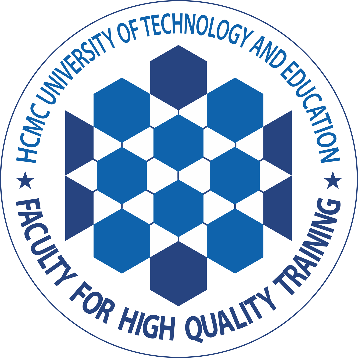 HCMC UNIVERSITY OF TECHNOLOGY AND EDUCATION
FACULTY FOR HIGH QUALITY TRAINING